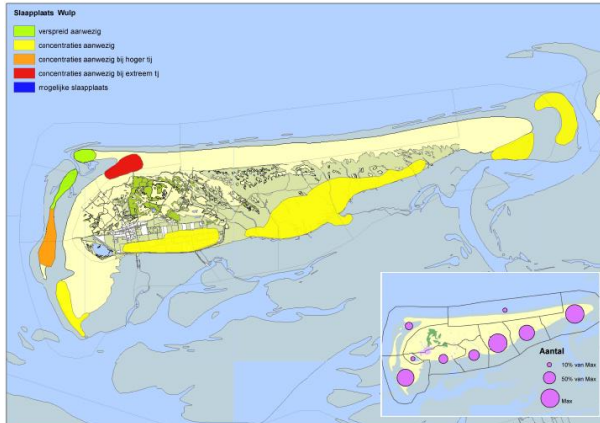 Slaapplaats Wulp
verspreid aanwezig
concentraties aanwezig
concentraties aanwezig bij hoger tij
concentraties aanwezig bij extreem tij
mogelijke slaapplaats
Aantal
10% van Max
50% van Max
Max